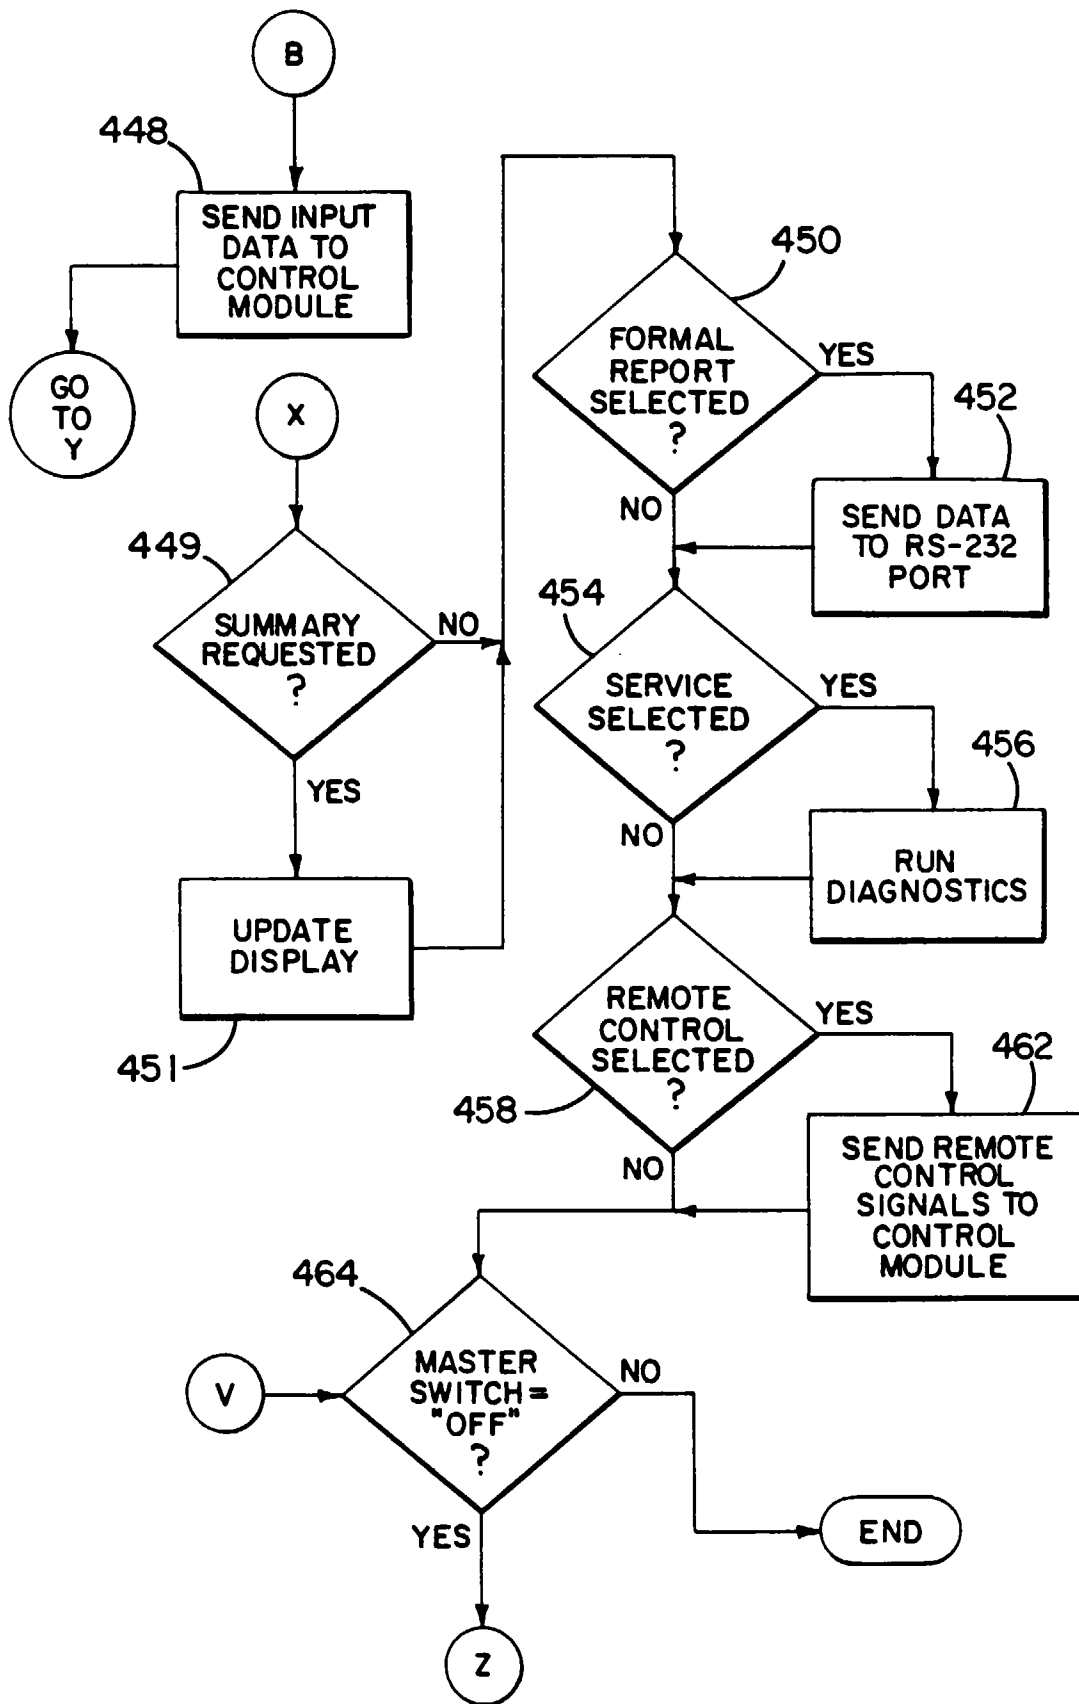 B
448
SEND INPUT
DATA TO
CONTROL
MODULE
GO
TO
Y
X
449
SUMMARY
REQUESTED
?
NO
YES
UPDATE
DISPLAY
451
450
FORMAL
REPORT
SELECTED
?
YES
NO
452
SEND DATA
TO RS-232
PORT
454
SERVICE
SELECTED
?
YES
NO
456
RUN
DIAGNOSTICS
REMOTE
CONTROL
SELECTED
?
458
YES
NO
462
SEND REMOTE
CONTROL
SIGNALS TO
CONTROL
MODULE
464
V
MASTER
SWITCH =
"OFF"
?
NO
YES
END
Z